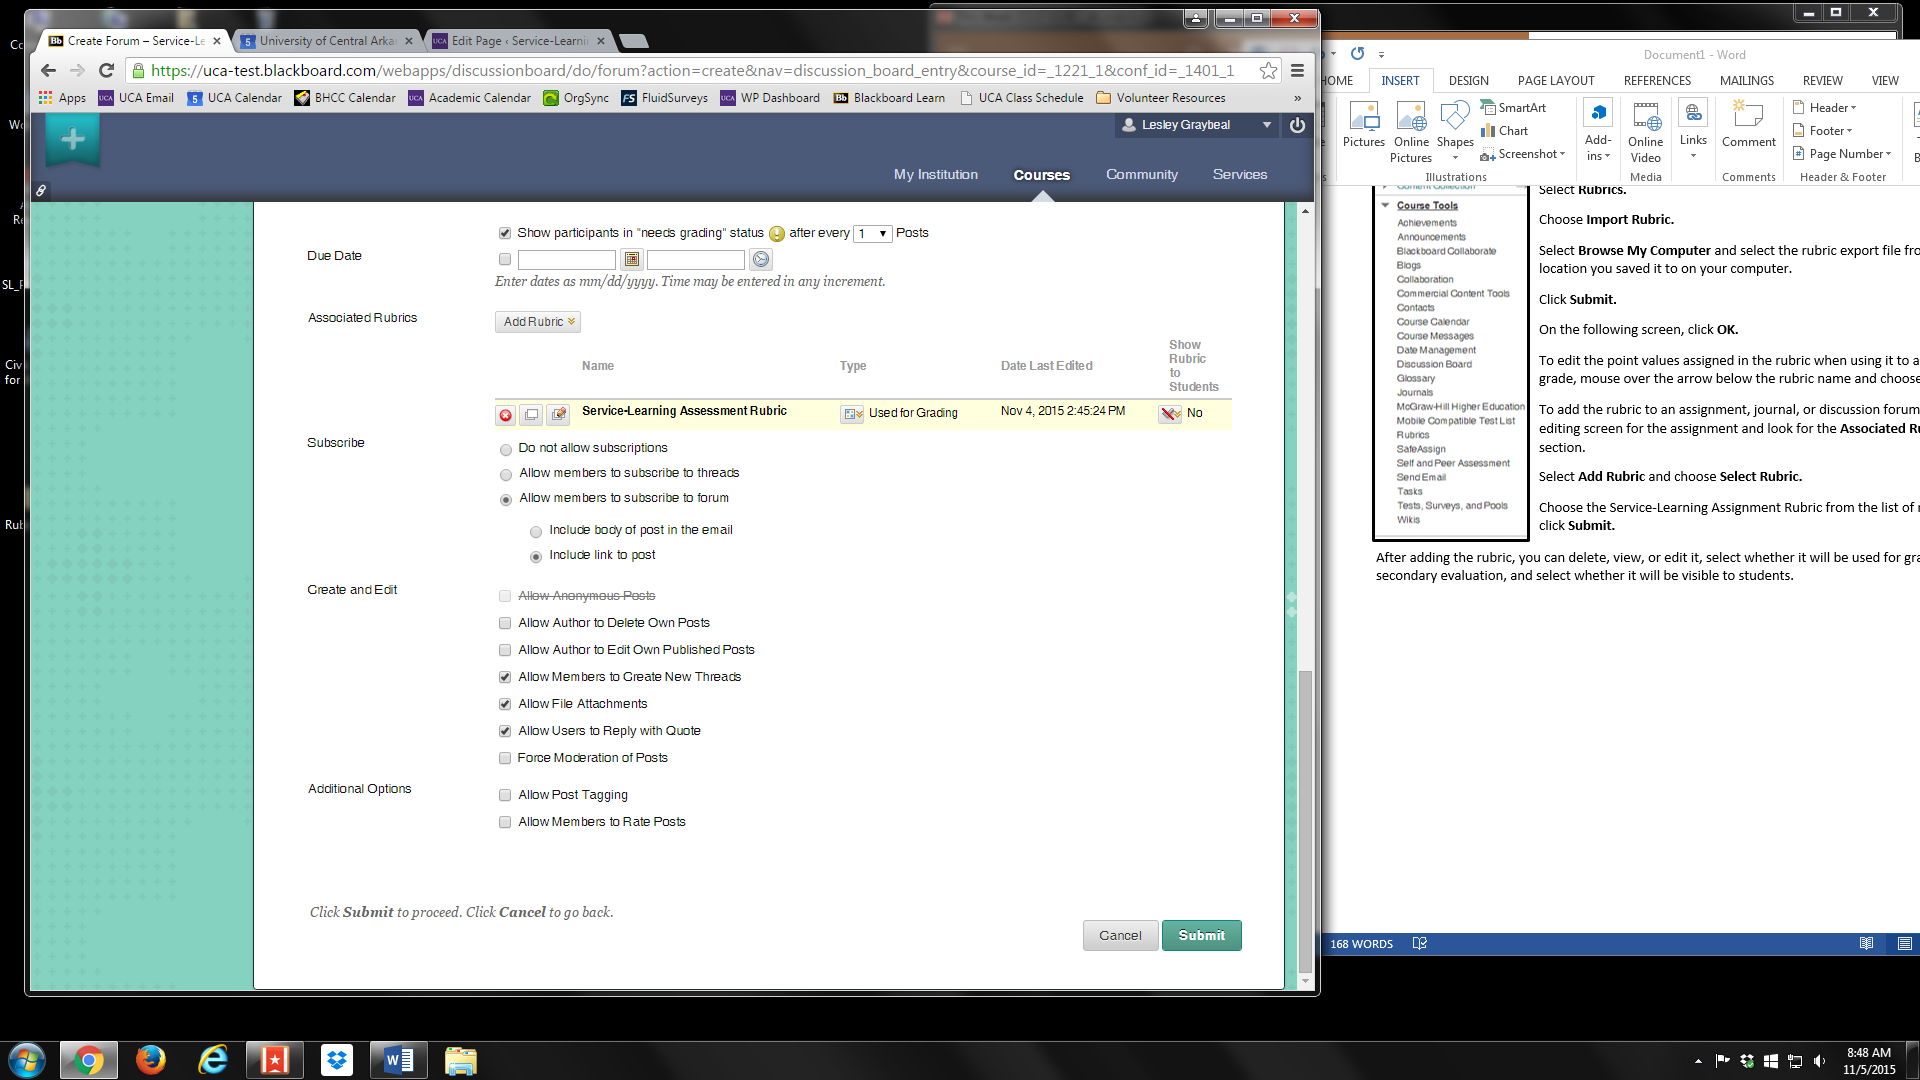 Create Forum – Service-Le
University of Central Arka
Edit Page ‹ Service-Learnin
https://uca-test.blackboard.com/webapps/discussionboard/do/forum?action=create&nav=discussion_board_entry&course_id=_1221_1&conf_id=_1401_1
Apps UCA Email UCA Calendar BHCC Calendar Academic Calendar OrgSync FluidSurveys WP Dashboard Blackboard Learn UCA Class Schedule Volunteer Resources »
Lesley Graybeal
My Institution Courses Community Services
Show participants in "needs grading" status after every 1 Posts
Due Date
Enter dates as mm/dd/yyyy. Time may be entered in any increment.
Associated Rubrics
Add Rubric
Name Type Date Last Edited Show Rubric to Students
Service-Learning Assessment Rubric Used for Grading Nov 4, 2015 2:45:24 PM No
Subscribe
Do not allow subscriptions
Allow members to subscribe to threads
Allow members to subscribe to forum
Include body of post in the email
Include link to post
Create and Edit
Allow Anonymous Posts
Allow Author to Delete Own Posts
Allow Author to Edit Own Published Posts
Allow Members to Create New Threads
Allow File Attachments
Allow Users to Reply with Quote
Force Moderation of Posts
Additional Options
Allow Post Tagging
Allow Members to Rate Posts
Click Submit to proceed. Click Cancel to go back.
Cancel Submit
Document1 - Word
HOME INSERT DESIGN PAGE LAYOUT REFERENCES MAILINGS REVIEW VIEW
Pictures
Online Pictures
Shapes
SmartArt
Chart
Screenshot
Add-ins
Online Video
Links
Comment
Header
Footer
Page Number
Illustrations Media Comments Header & Footer
Content Collection
Course Tools
Achievements
Announcements
Blackboard Collaborate
Blogs
Collaboration
Commercial Content Tools
Contacts
Course Calendar
Course Messages
Date Management
Discussion Board
Glossary
Journals
McGraw-Hill Higher Education
Mobile Compatible Test List
Rubrics
SafeAssign
Self and Peer Assessment
Send Email
Tasks
Tests, Surveys, and Pools
Wikis
Select Rubrics.
Choose Import Rubric.
Select Browse My Computer and select the rubric export file fro
location you saved it to on your computer.
Click Submit.
On the following screen, click OK.
To edit the point values assigned in the rubric when using it to a
grade, mouse over the arrow below the rubric name and choose
To add the rubric to an assignment, journal, or discussion forum
editing screen for the assignment and look for the Associated Ru
section.
Select Add Rubric and choose Select Rubric.
Choose the Service-Learning Assignment Rubric from the list of r
click Submit.
After adding the rubric, you can delete, view, or edit it, select whether it will be used for gra
secondary evaluation, and select whether it will be visible to students.
168 WORDS
8:48 AM
11/5/2015